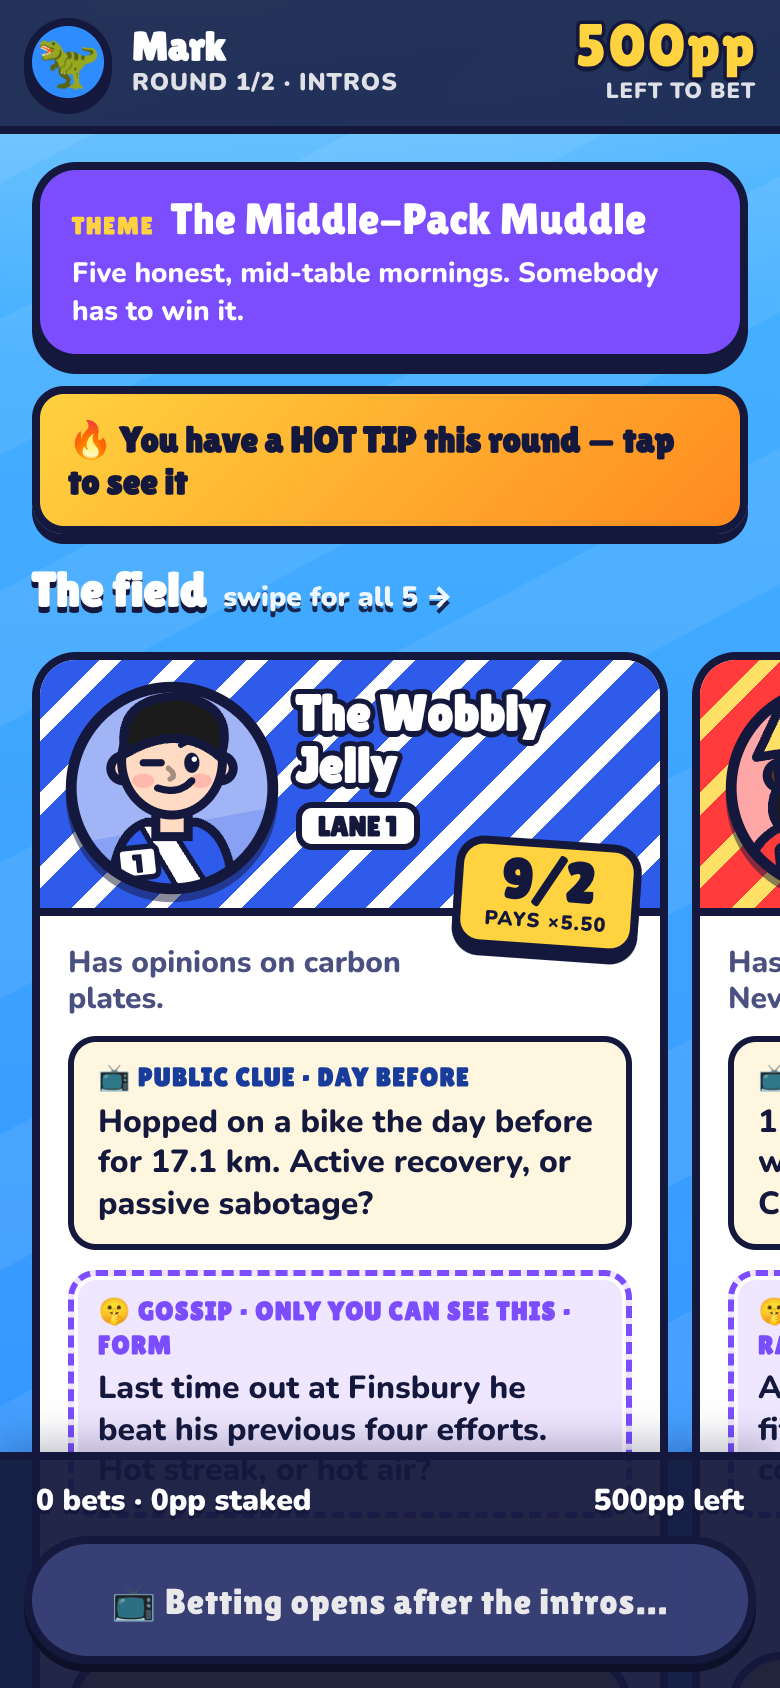 Mark
ROUND 1/2 · INTROS
500pp
LEFT TO BET
THEME The Middle-Pack Muddle
Five honest, mid-table mornings. Somebody
has to win it.
🔥 You have a HOT TIP this round — tap
to see it
The field swipe for all 5 →
The Wobbly
Jelly
LANE 1
1
9/2
PAYS ×5.50
Has opinions on carbon
plates.
📺 PUBLIC CLUE · DAY BEFORE
Hopped on a bike the day before
for 17.1 km. Active recovery, or
passive sabotage?
🤫 GOSSIP · ONLY YOU CAN SEE THIS ·
FORM
Last time out at Finsbury he
beat his previous four efforts.
Hot streak, or hot air?
Has
Nev
0 bets · 0pp staked
500pp left
📺 Betting opens after the intros...